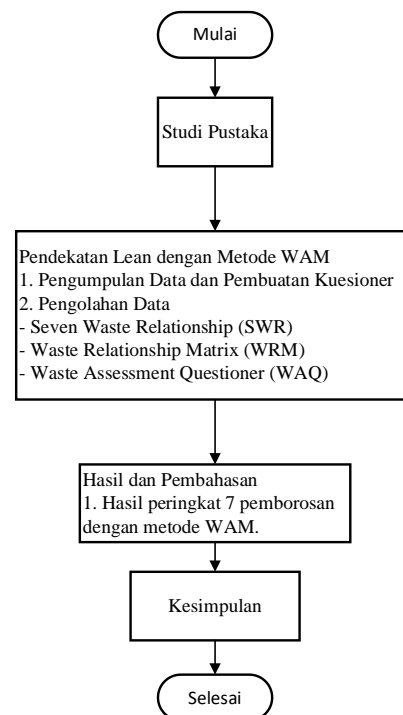 Mulai
Studi Pustaka
Pendekatan Lean dengan Metode WAM
1. Pengumpulan Data dan Pembuatan Kuesioner
2. Pengolahan Data
- Seven Waste Relationship (SWR)
- Waste Relationship Matrix (WRM)
- Waste Assessment Questioner (WAQ)
Hasil dan Pembahasan
1. Hasil peringkat 7 pemborosan
dengan metode WAM.
Kesimpulan
Selesai